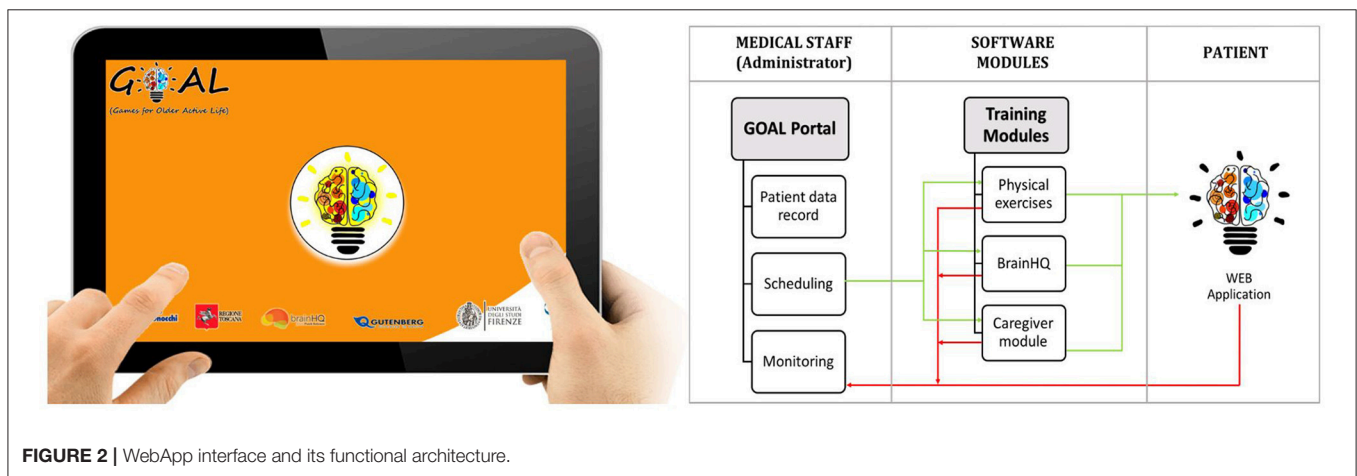 GOAL
(Games for Older Active Life)
REGIONE
TOSCANA
brainHQ
GUTENBERG
UNIVERSITÀ
DEGLI STUDI
FIRENZE
MEDICAL STAFF
(Administrator)
SOFTWARE
MODULES
PATIENT
GOAL Portal
Patient data
record
Scheduling
Monitoring
Training
Modules
Physical
exercises
BrainHQ
Caregiver
module
WEB
Application
FIGURE 2 | WebApp interface and its functional architecture.